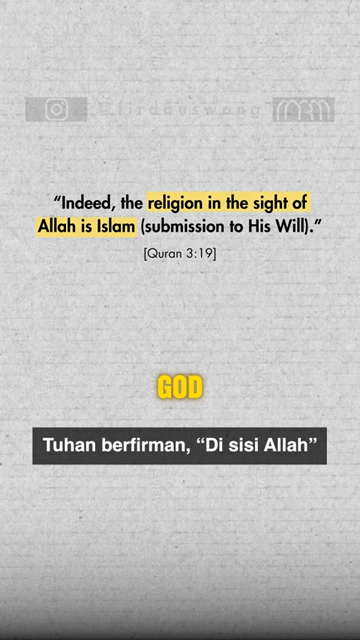 @firdauswong
“Indeed, the religion in the sight of
Allah is Islam (submission to His Will).”
[Quran 3:19]
GOD
Tuhan berfirman, “Di sisi Allah”